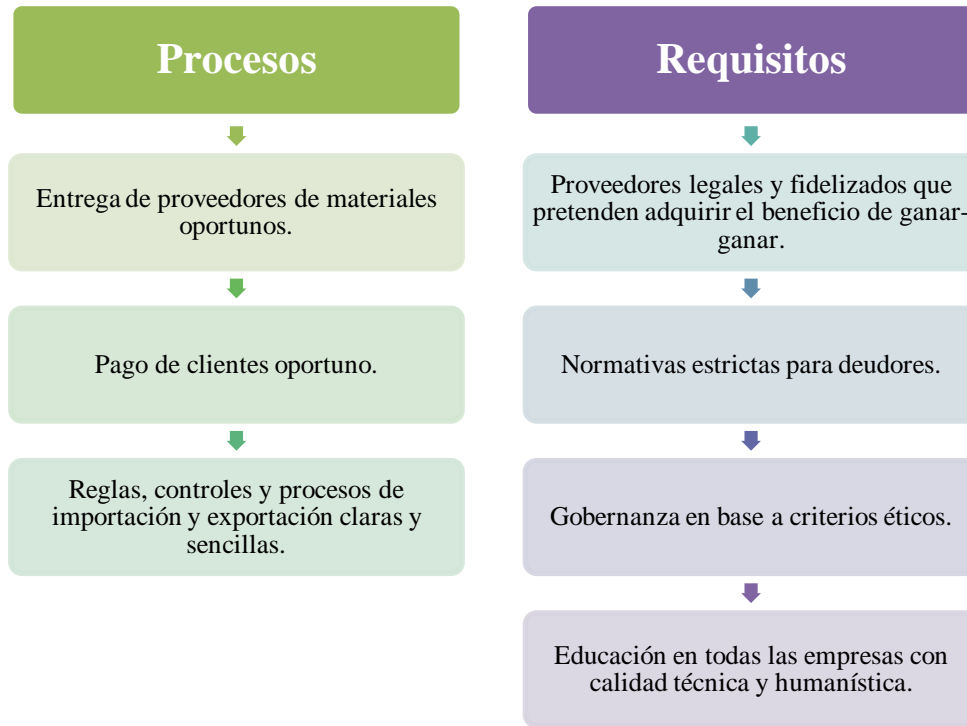 Procesos
Entrega de proveedores de materiales
oportunos.
Pago de clientes oportuno.
Reglas, controles y procesos de
importación y exportación claras y
sencillas.
Requisitos
Proveedores legales y fidelizados que
pretenden adquirir el beneficio de ganar-
ganar.
Normativas estrictas para deudores.
Gobernanza en base a criterios éticos.
Educación en todas las empresas con
calidad técnica y humanística.